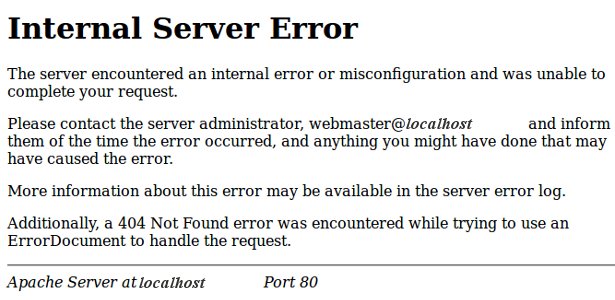 Internal Server Error
The server encountered an internal error or misconfiguration and was unable to
complete your request.
Please contact the server administrator, webmaster@localhost and inform
them of the time the error occurred, and anything you might have done that may
have caused the error.
More information about this error may be available in the server error log.
Additionally, a 404 Not Found error was encountered while trying to use an
ErrorDocument to handle the request.
Apache Server at localhost Port 80